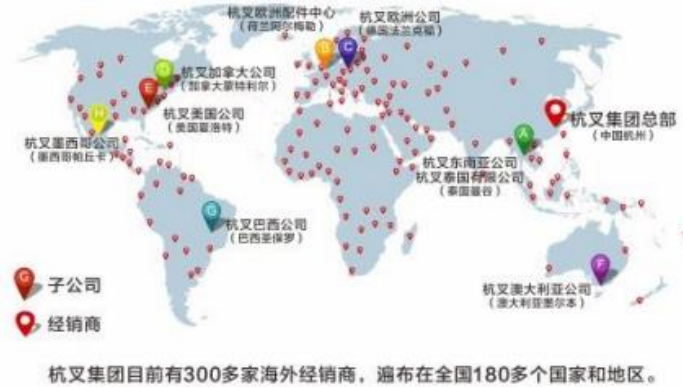 杭叉欧洲配件中心
（荷兰阿尔梅勒）
杭叉欧洲公司
（德国法兰克福）
D
B
C
杭叉加拿大公司
（加拿大蒙特利尔）
E
杭叉美国公司
（美国夏洛特）
H
杭叉墨西哥公司
（墨西哥帕丘卡）
杭叉集团总部
（中国杭州）
A
杭叉东南亚公司
杭叉泰国有限公司
（泰国曼谷）
G
杭叉巴西公司
（巴西圣保罗）
F
杭叉澳大利亚公司
（澳大利亚墨尔本）
G
子公司
经销商
杭叉集团目前有300多家海外经销商，遍布在全国180多个国家和地区。